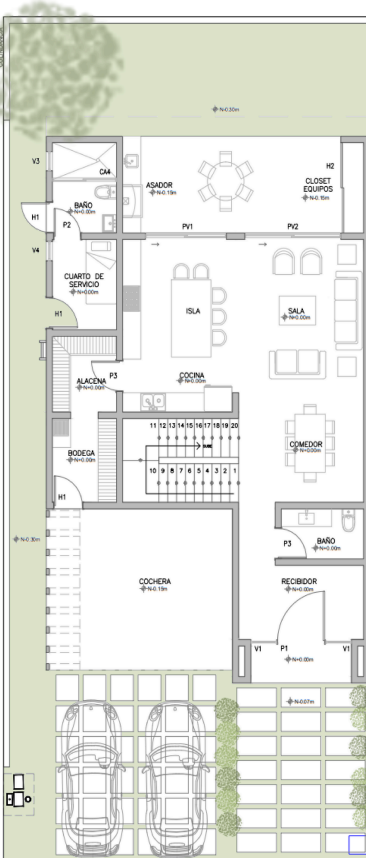 N-0.30m
V3
CA4
H2
ASADOR
N-0.15m
CLOSET
EQUIPOS
N-0.15m
BAÑO
N+0.00m
H1
P2
PV1
PV2
V4
CUARTO DE
SERVICIO
N+0.00m
ISLA
SALA
N+0.00m
H1
P3
ALACENA
N+0.00m
COCINA
N+0.00m
11 12 13 14 15 16 17 18 19 20
SUBE
COMEDOR
N+0.00m
BODEGA
N+0.00m
10 9 8 7 6 5 4 3 2 1
H1
P3
BAÑO
N+0.00m
N-0.30m
COCHERA
N-0.15m
RECIBIDOR
N+0.00m
V1
P1
V1
N+0.00m
N-0.07m